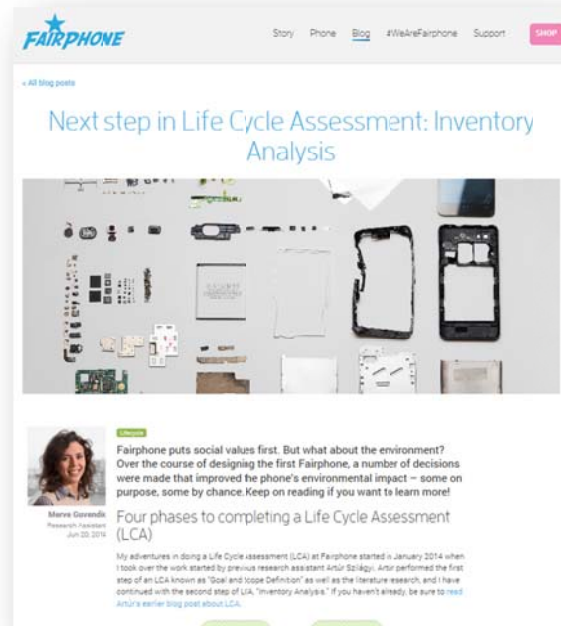 FAIRPHONE
Story Phone Blog #WeAreFairphone Support SHOP
« All blog posts
Next step in Life Cycle Assessment: Inventory
Analysis
Lifecycle
Fairphone puts social values first. But what about the environment?
Over the course of designing the first Fairphone, a number of decisions
were made that improved the phone's environmental impact – some on
purpose, some by chance.Keep on reading if you want to learn more!
Merve Guvendik
Research Assistant
Jun 20, 2014
Four phases to completing a Life Cycle Assessment
(LCA)
My adventures in doing a Life Cycle Assessment (LCA) at Fairphone started in January 2014 when
I took over the work started by previous research assistant Artúr Szilágyi. Artúr performed the first
step of an LCA known as "Goal and Scope Definition" as well as the literature research, and I have
continued with the second step of LCA, "Inventory Analysis." If you haven't already, be sure to read
Artúr's earlier blog post about LCA.